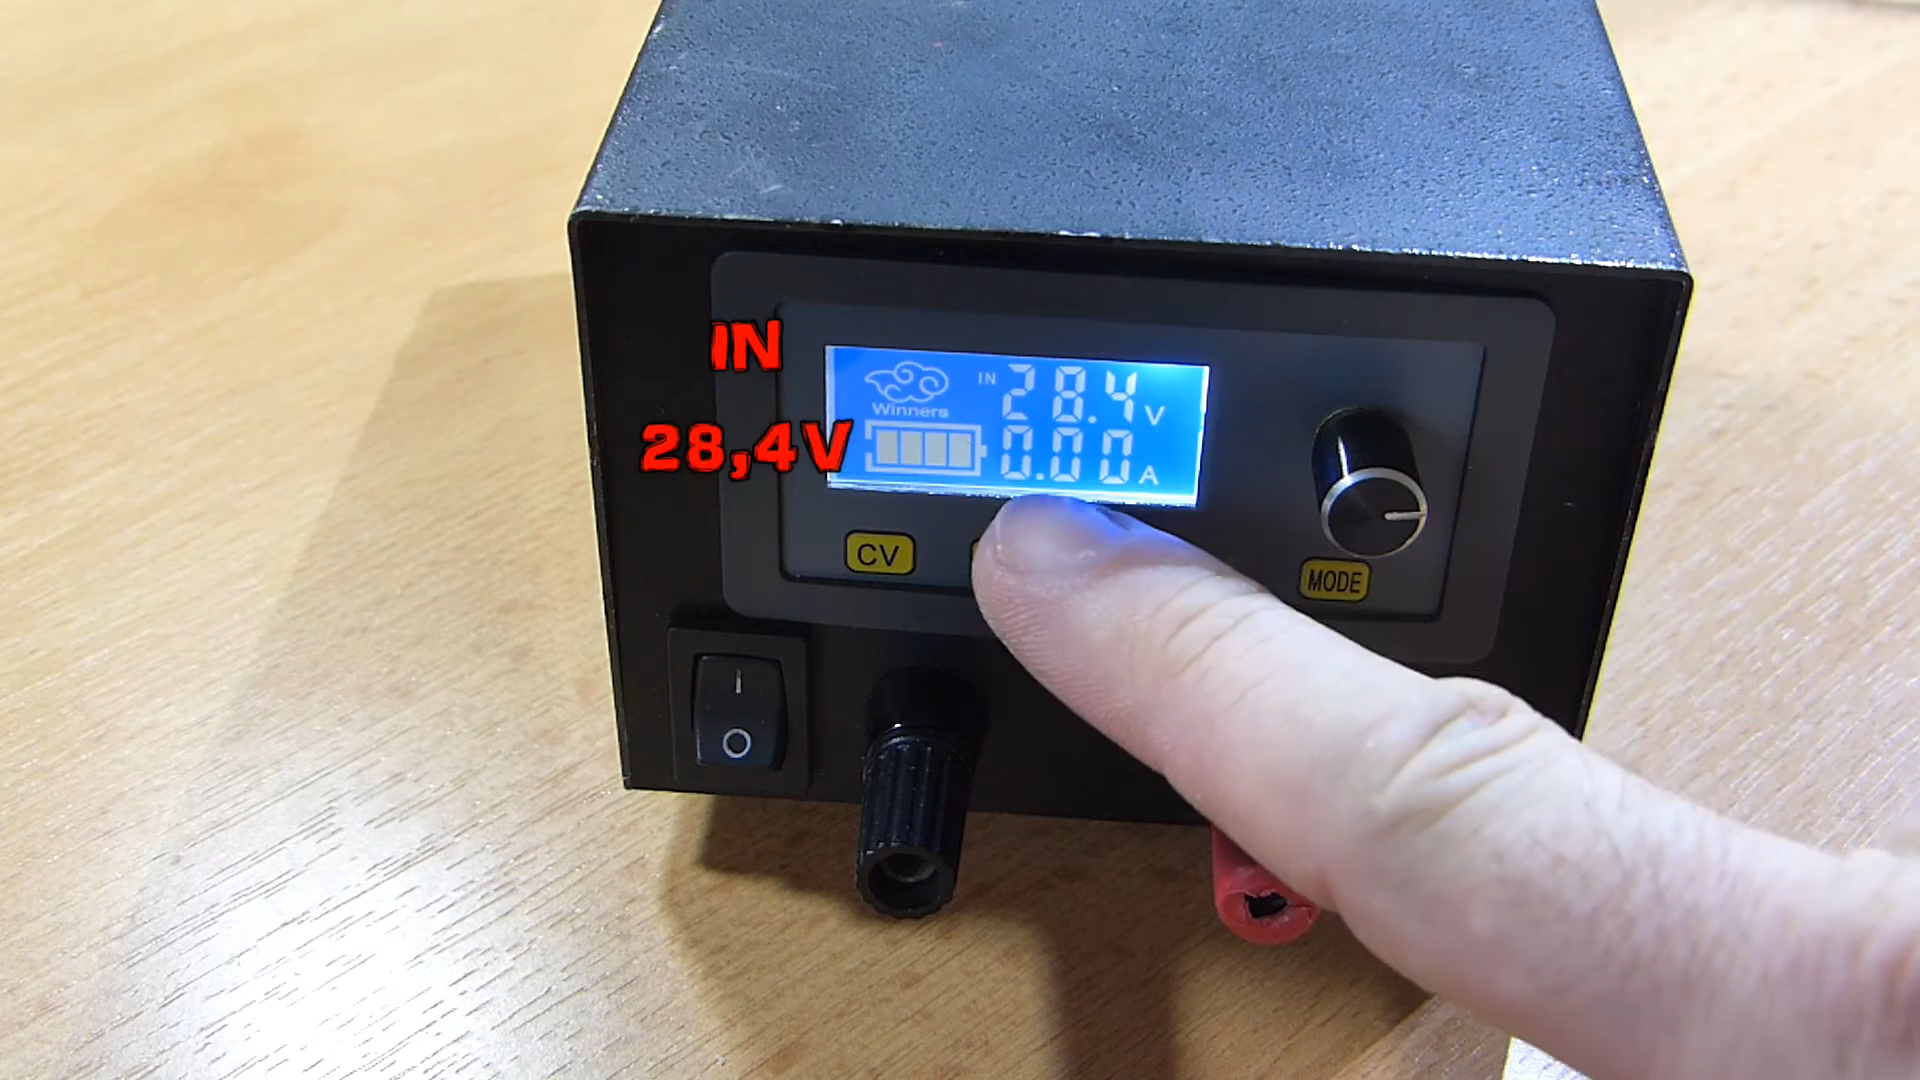 IN
28,4V
Winners
IN 28.4 V
0.00 A
CV
MODE